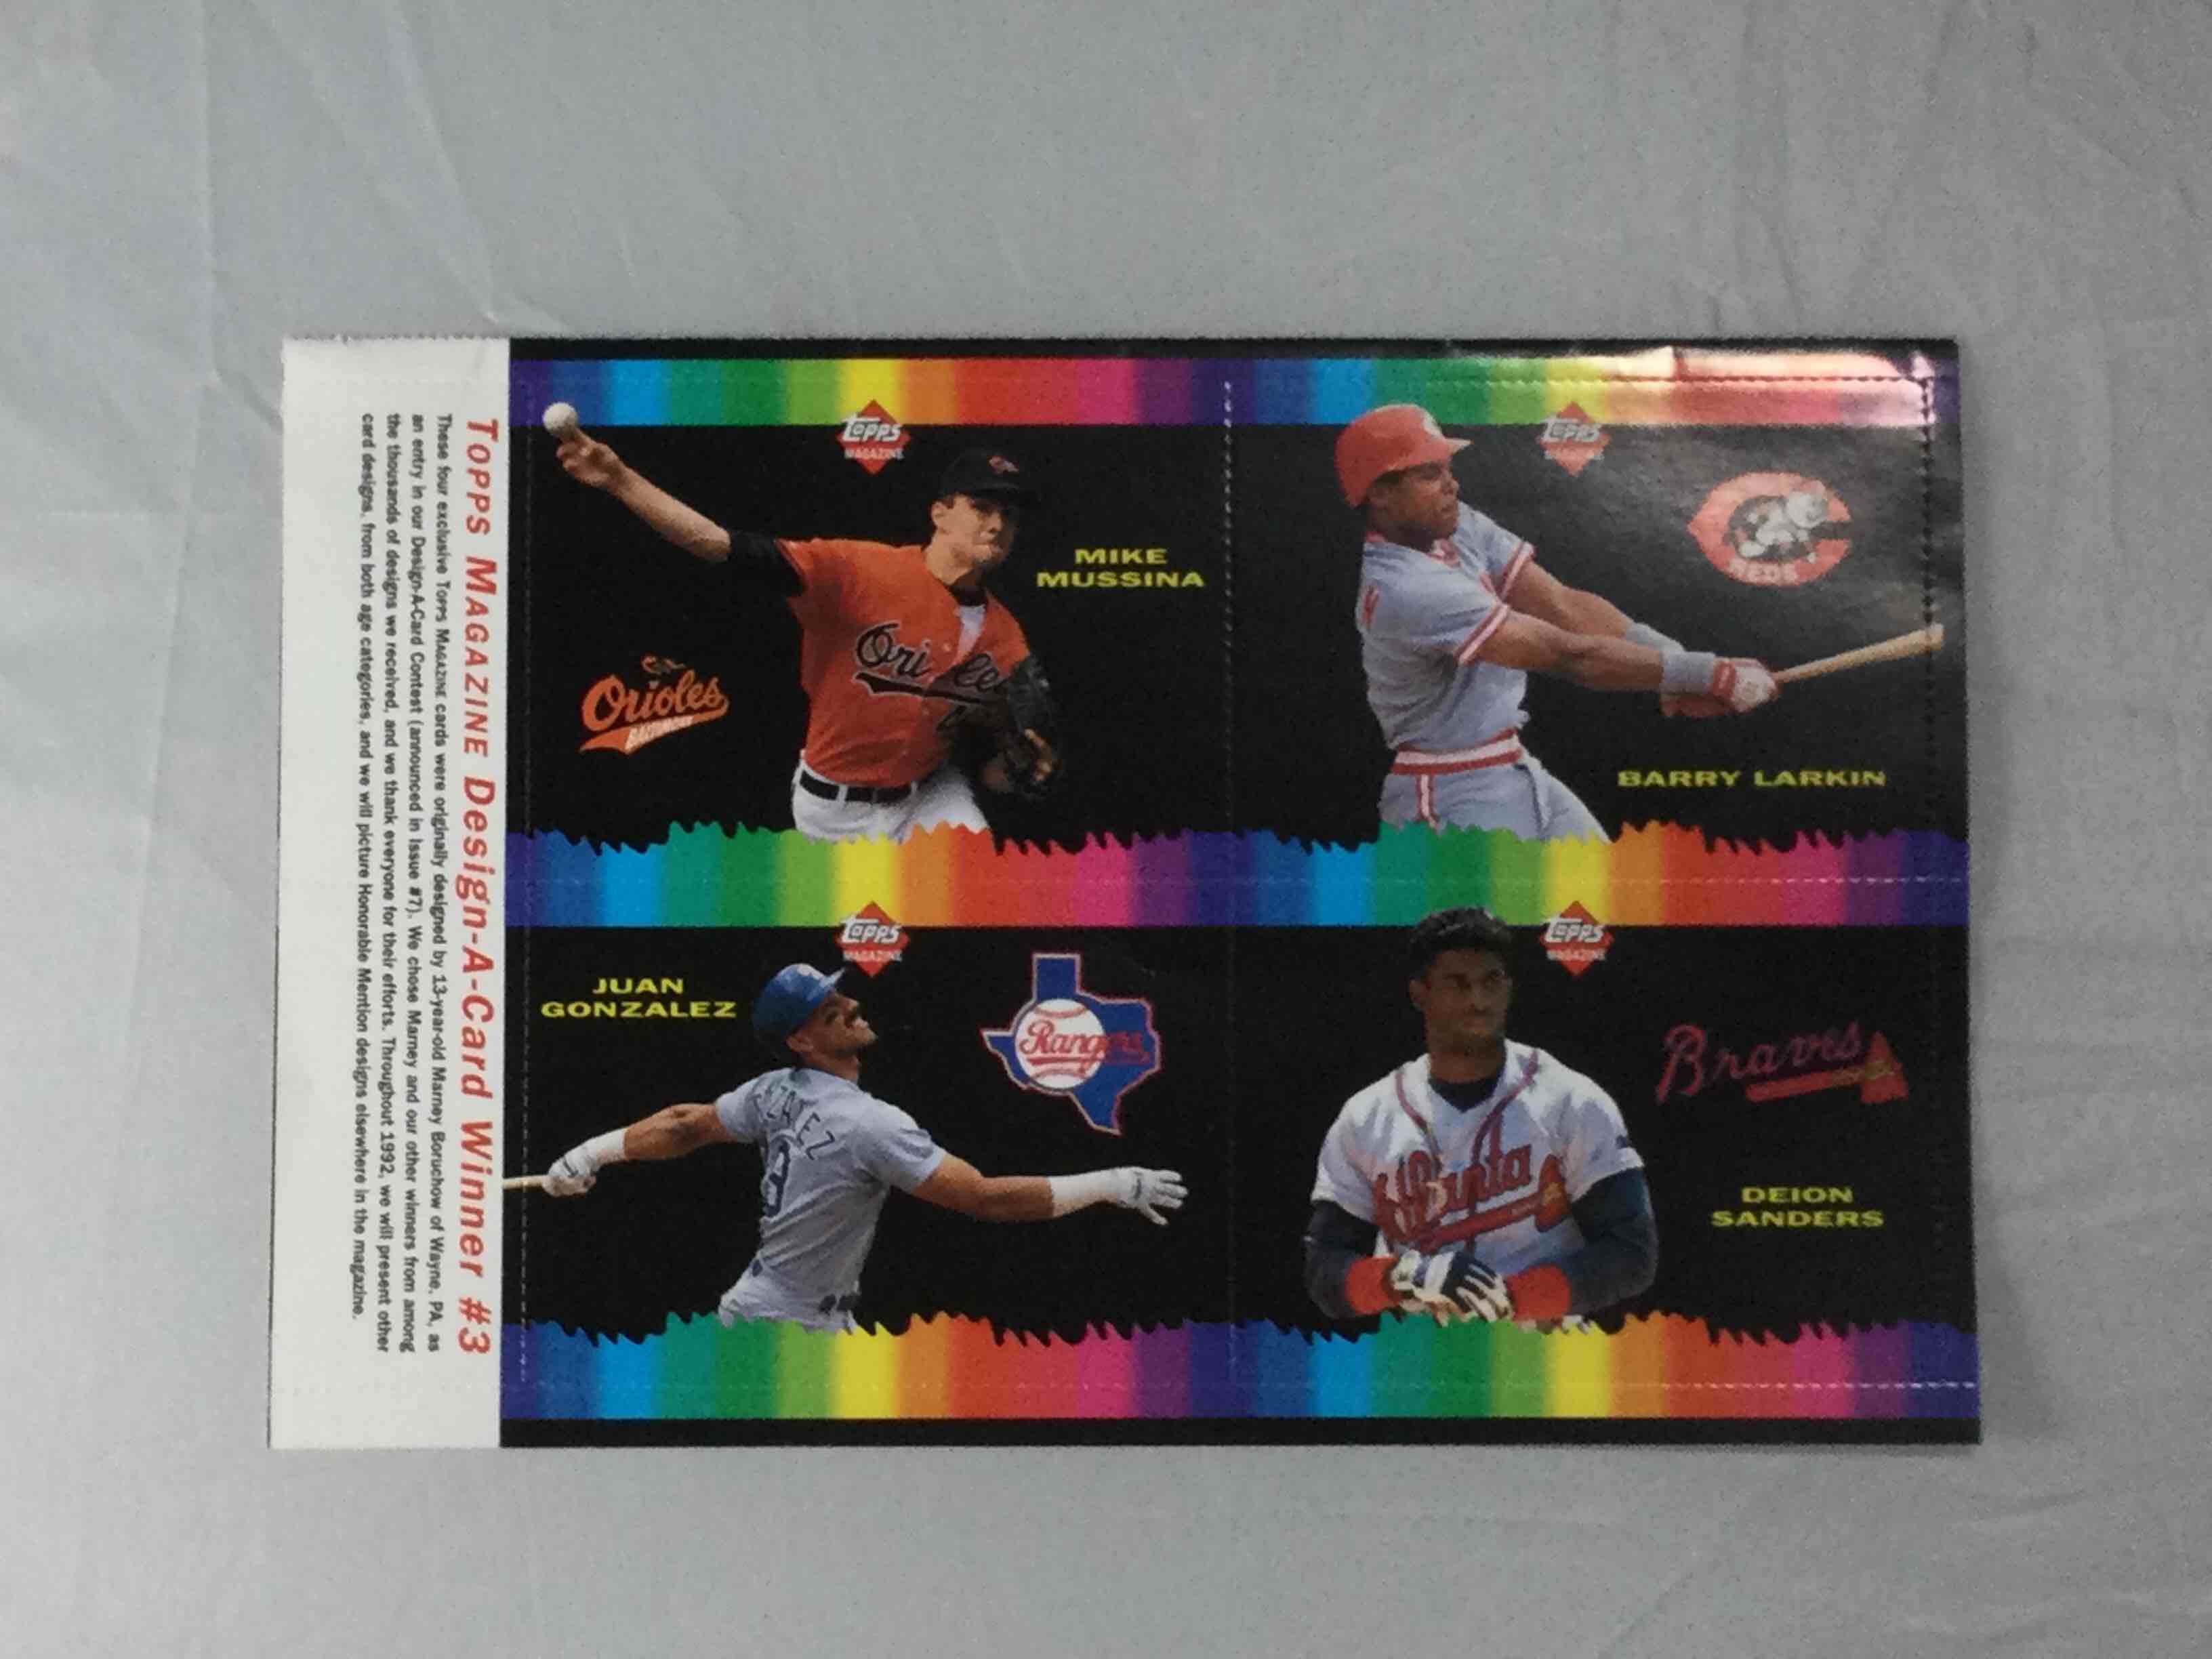 TOPPS MAGAZINE Design-A-Card Winner #3
These four exclusive TOPPS MAGAZINE cards were originally designed by 13-year-old Marney Boruchow of Wayne, PA, as
an entry in our Design-A-Card Contest (announced in Issue #7). We chose Marney and our other winners from among
the thousands of designs we received, and we thank everyone for their efforts. Throughout 1992, we will present other
card designs, from both age categories, and we will picture Honorable Mention designs elsewhere in the magazine.
TOPPS
MAGAZINE
MIKE
MUSSINA
Orioles
Orioles
BALTIMORE
TOPPS
MAGAZINE
REDS
BARRY LARKIN
TOPPS
MAGAZINE
JUAN
GONZALEZ
Rangers
TOPPS
MAGAZINE
Braves
Atlanta
DEION
SANDERS